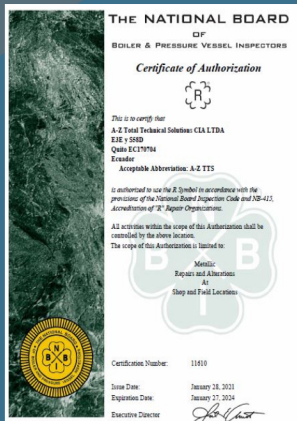 THE NATIONAL BOARD
OF
BOILER & PRESSURE VESSEL INSPECTORS
Certificate of Authorization
R
This is to certify that
A-Z Total Technical Solutions CIA LTDA
E3E y S58D
Quito EC170704
Ecuador
Acceptable Abbreviation: A-Z TTS
is authorized to use the R Symbol in accordance with the
provisions of the National Board Inspection Code and NB-415,
Accreditation of "R" Repair Organizations.
All activities within the scope of this Authorization shall be
controlled by the above location.
The scope of this Authorization is limited to:
Metallic
Repairs and Alterations
At
Shop and Field Locations
N
B B
I
Certification Number: 11610
Issue Date: January 28, 2021
Expiration Date: January 27, 2024
Executive Director